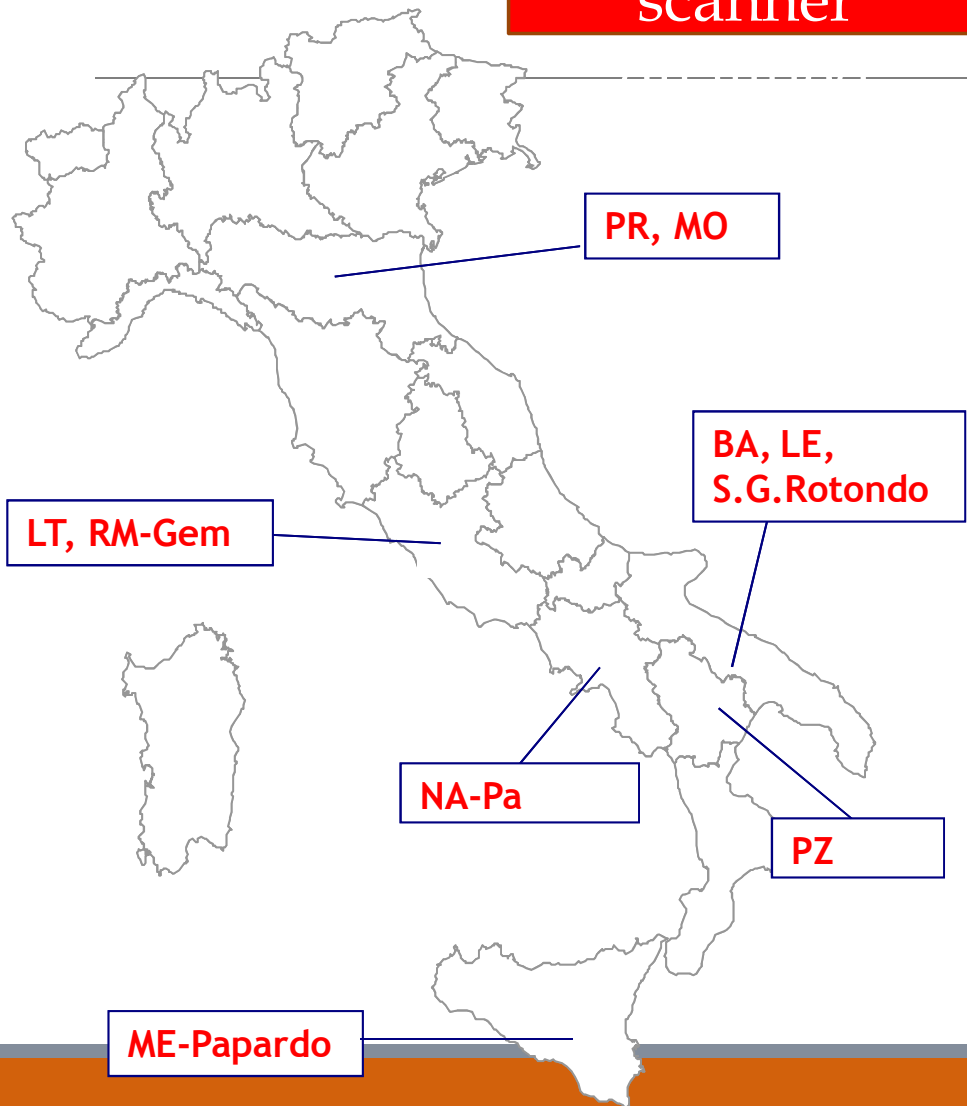 scanner
PR, MO
BA, LE,
S.G.Rotondo
LT, RM-Gem
NA-Pa
PZ
ME-Papardo